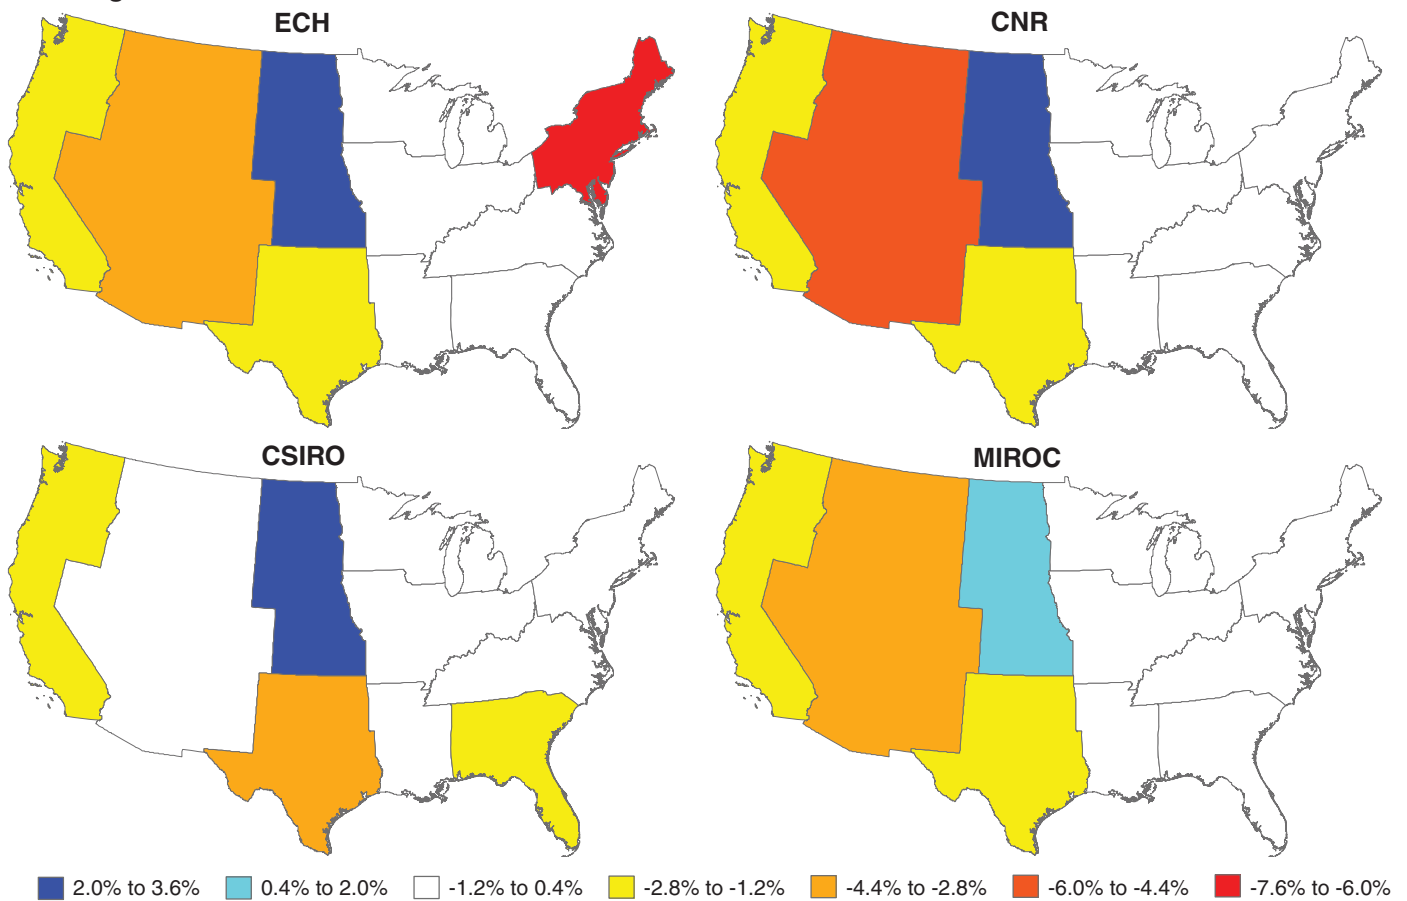 ECH
CNR
CSIRO
MIROC
2.0% to 3.6%
0.4% to 2.0%
-1.2% to 0.4%
-2.8% to -1.2%
-4.4% to -2.8%
-6.0% to -4.4%
-7.6% to -6.0%